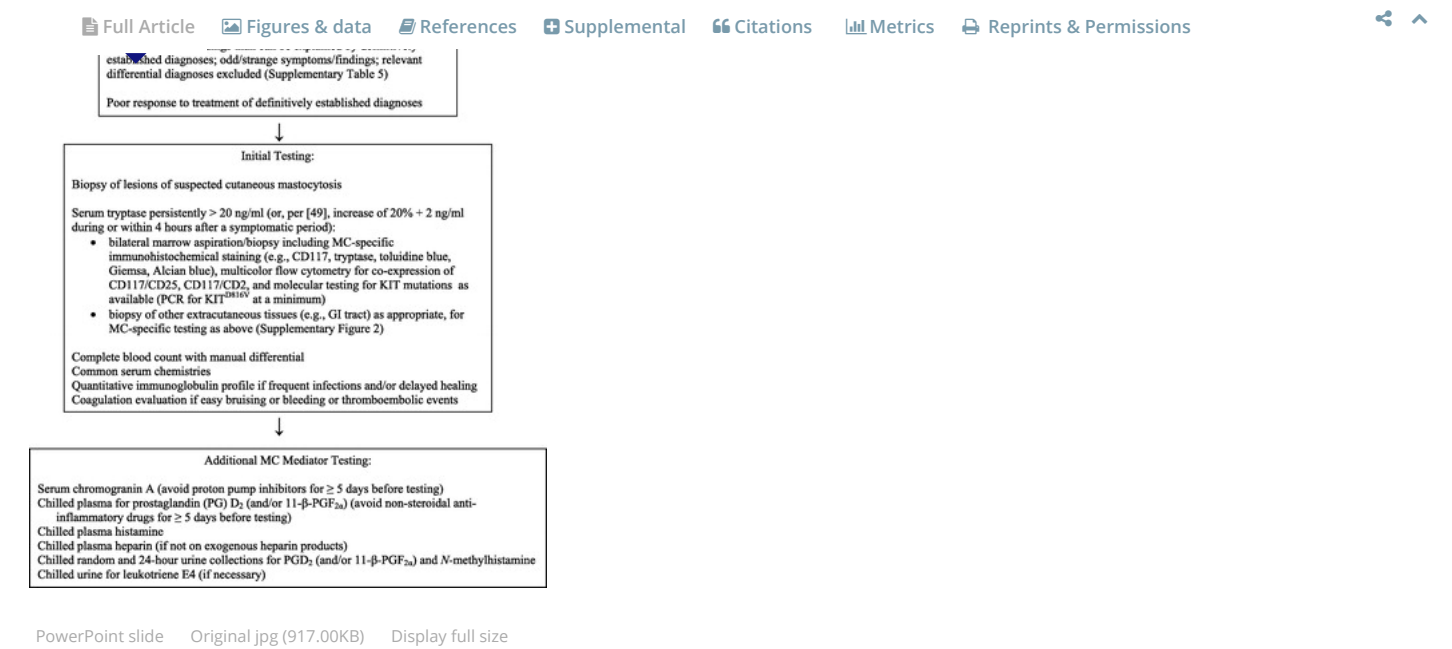 Full Article Figures & data References Supplemental Citations Metrics Reprints & Permissions
established diagnoses; odd/strange symptoms/findings; relevant
differential diagnoses excluded (Supplementary Table 5)
Poor response to treatment of definitively established diagnoses
↓
Initial Testing:
Biopsy of lesions of suspected cutaneous mastocytosis
Serum tryptase persistently > 20 ng/ml (or, per [49], increase of 20% + 2 ng/ml
during or within 4 hours after a symptomatic period):
• bilateral marrow aspiration/biopsy including MC-specific
immunohistochemical staining (e.g., CD117, tryptase, toluidine blue,
Giemsa, Alcian blue), multicolor flow cytometry for co-expression of
CD117/CD25, CD117/CD2, and molecular testing for KIT mutations as
available (PCR for KITD816V at a minimum)
• biopsy of other extracutaneous tissues (e.g., GI tract) as appropriate, for
MC-specific testing as above (Supplementary Figure 2)
Complete blood count with manual differential
Common serum chemistries
Quantitative immunoglobulin profile if frequent infections and/or delayed healing
Coagulation evaluation if easy bruising or bleeding or thromboembolic events
↓
Additional MC Mediator Testing:
Serum chromogranin A (avoid proton pump inhibitors for ≥ 5 days before testing)
Chilled plasma for prostaglandin (PG) D₂ (and/or 11-β-PGF₂ₐ) (avoid non-steroidal anti-
inflammatory drugs for ≥ 5 days before testing)
Chilled plasma histamine
Chilled plasma heparin (if not on exogenous heparin products)
Chilled random and 24-hour urine collections for PGD₂ (and/or 11-β-PGF₂ₐ) and N-methylhistamine
Chilled urine for leukotriene E4 (if necessary)
PowerPoint slide Original jpg (917.00KB) Display full size